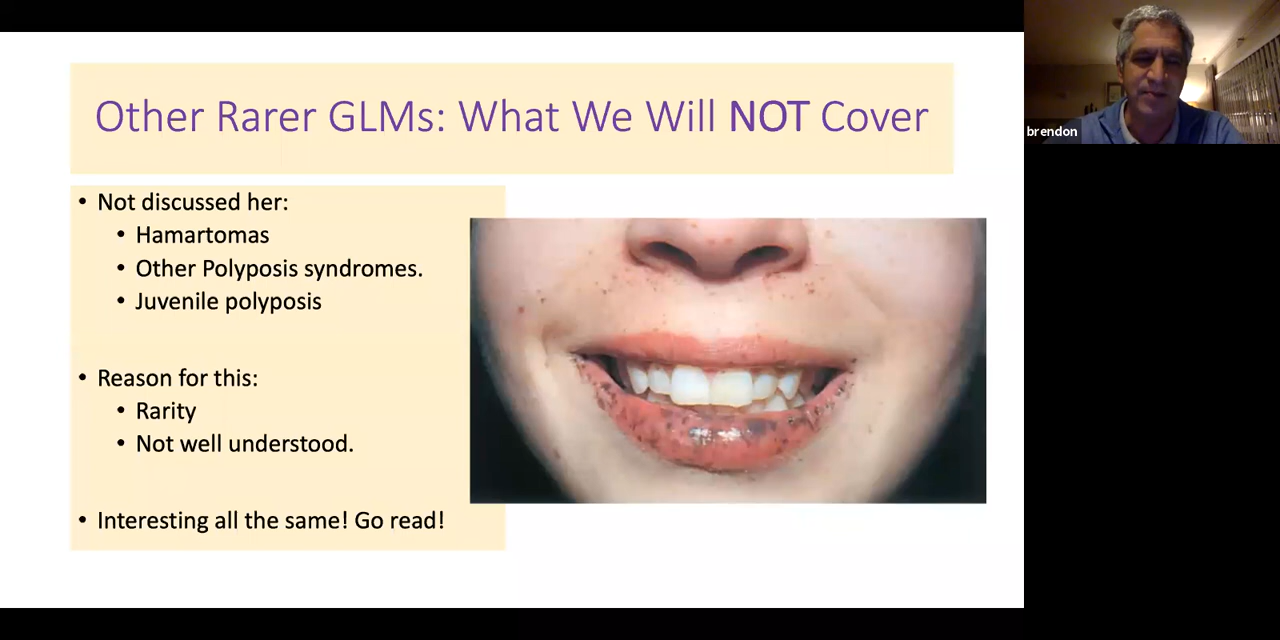 Other Rarer GLMs: What We Will NOT Cover
• Not discussed her:
• Hamartomas
• Other Polyposis syndromes.
• Juvenile polyposis
• Reason for this:
• Rarity
• Not well understood.
• Interesting all the same! Go read!
brendon